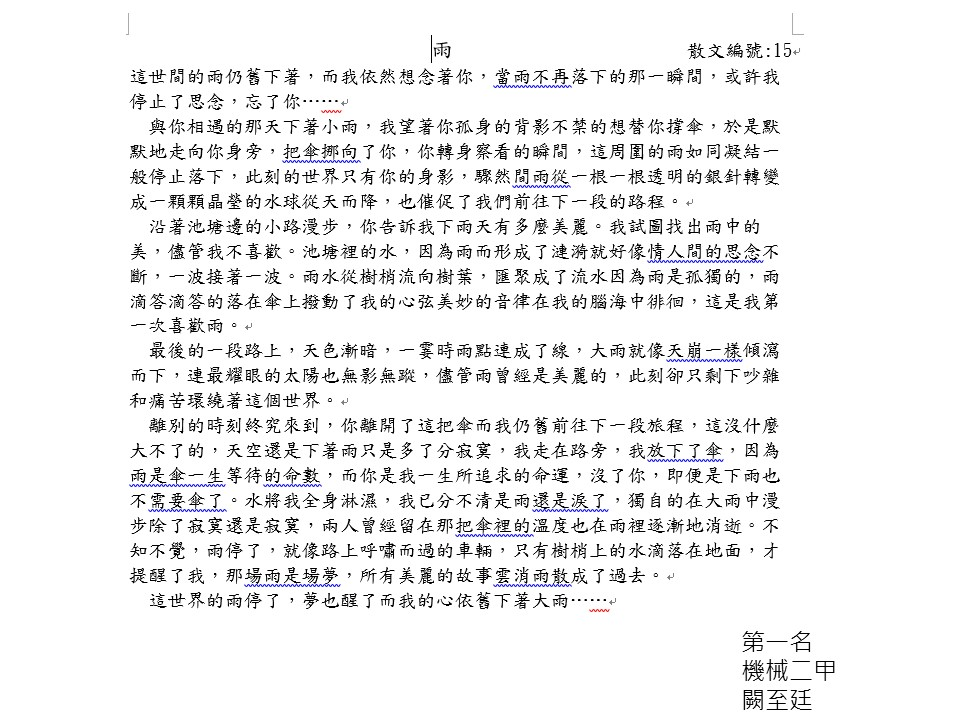 雨 散文編號:15
這世間的雨仍舊下著，而我依然想念著你，當雨不再落下的那一瞬間，或許我
停止了思念，忘了你……
與你相遇的那天下著小雨，我望著你孤身的背影不禁的想替你撐傘，於是默
默地走向你身旁，把傘挪向了你，你轉身察看的瞬間，這周圍的雨如同凝結一
般停止落下，此刻的世界只有你的身影，驟然間雨從一根一根透明的銀針轉變
成一顆顆晶瑩的水球從天而降，也催促了我們前往下一段的路程。
沿著池塘邊的小路漫步，你告訴我下雨天有多麼美麗。我試圖找出雨中的
美，儘管我不喜歡。池塘裡的水，因為雨而形成了漣漪就好像情人間的思念不
斷，一波接著一波。雨水從樹梢流向樹葉，匯聚成了流水因為雨是孤獨的，雨
滴答滴答的落在傘上撥動了我的心弦美妙的音律在我的腦海中徘徊，這是我第
一次喜歡雨。
最後的一段路上，天色漸暗，一霎時雨點連成了線，大雨就像天崩一樣傾瀉
而下，連最耀眼的太陽也無影無蹤，儘管雨曾經是美麗的，此刻卻只剩下吵雜
和痛苦環繞著這個世界。
離別的時刻終究來到，你離開了這把傘而我仍舊前往下一段旅程，這沒什麼
大不了的，天空還是下著雨只是多了分寂寞，我走在路旁，我放下了傘，因為
雨是傘一生等待的命數，而你是我一生所追求的命運，沒了你，即便是下雨也
不需要傘了。水將我全身淋濕，我已分不清是雨還是淚了，獨自的在大雨中漫
步除了寂寞還是寂寞，兩人曾經留在那把傘裡的溫度也在雨裡逐漸地消逝。不
知不覺，雨停了，就像路上呼嘯而過的車輛，只有樹梢上的水滴落在地面，才
提醒了我，那場雨是場夢，所有美麗的故事雲消雨散成了過去。
這世界的雨停了，夢也醒了而我的心依舊下著大雨……
第一名
機械二甲
闕至廷